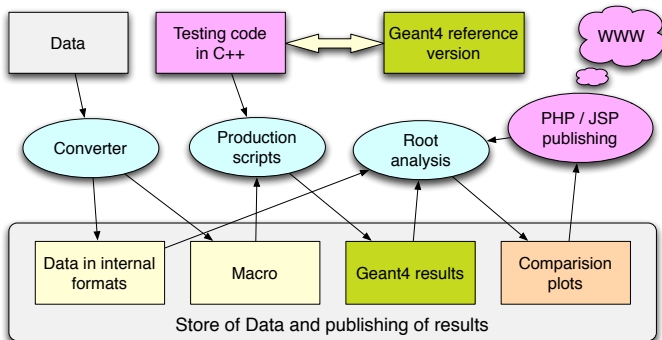 Data
Testing code
in C++
Geant4 reference
version
WWW
Converter
Production
scripts
Root
analysis
PHP / JSP
publishing
Data in internal
formats
Macro
Geant4 results
Comparision
plots
Store of Data and publishing of results